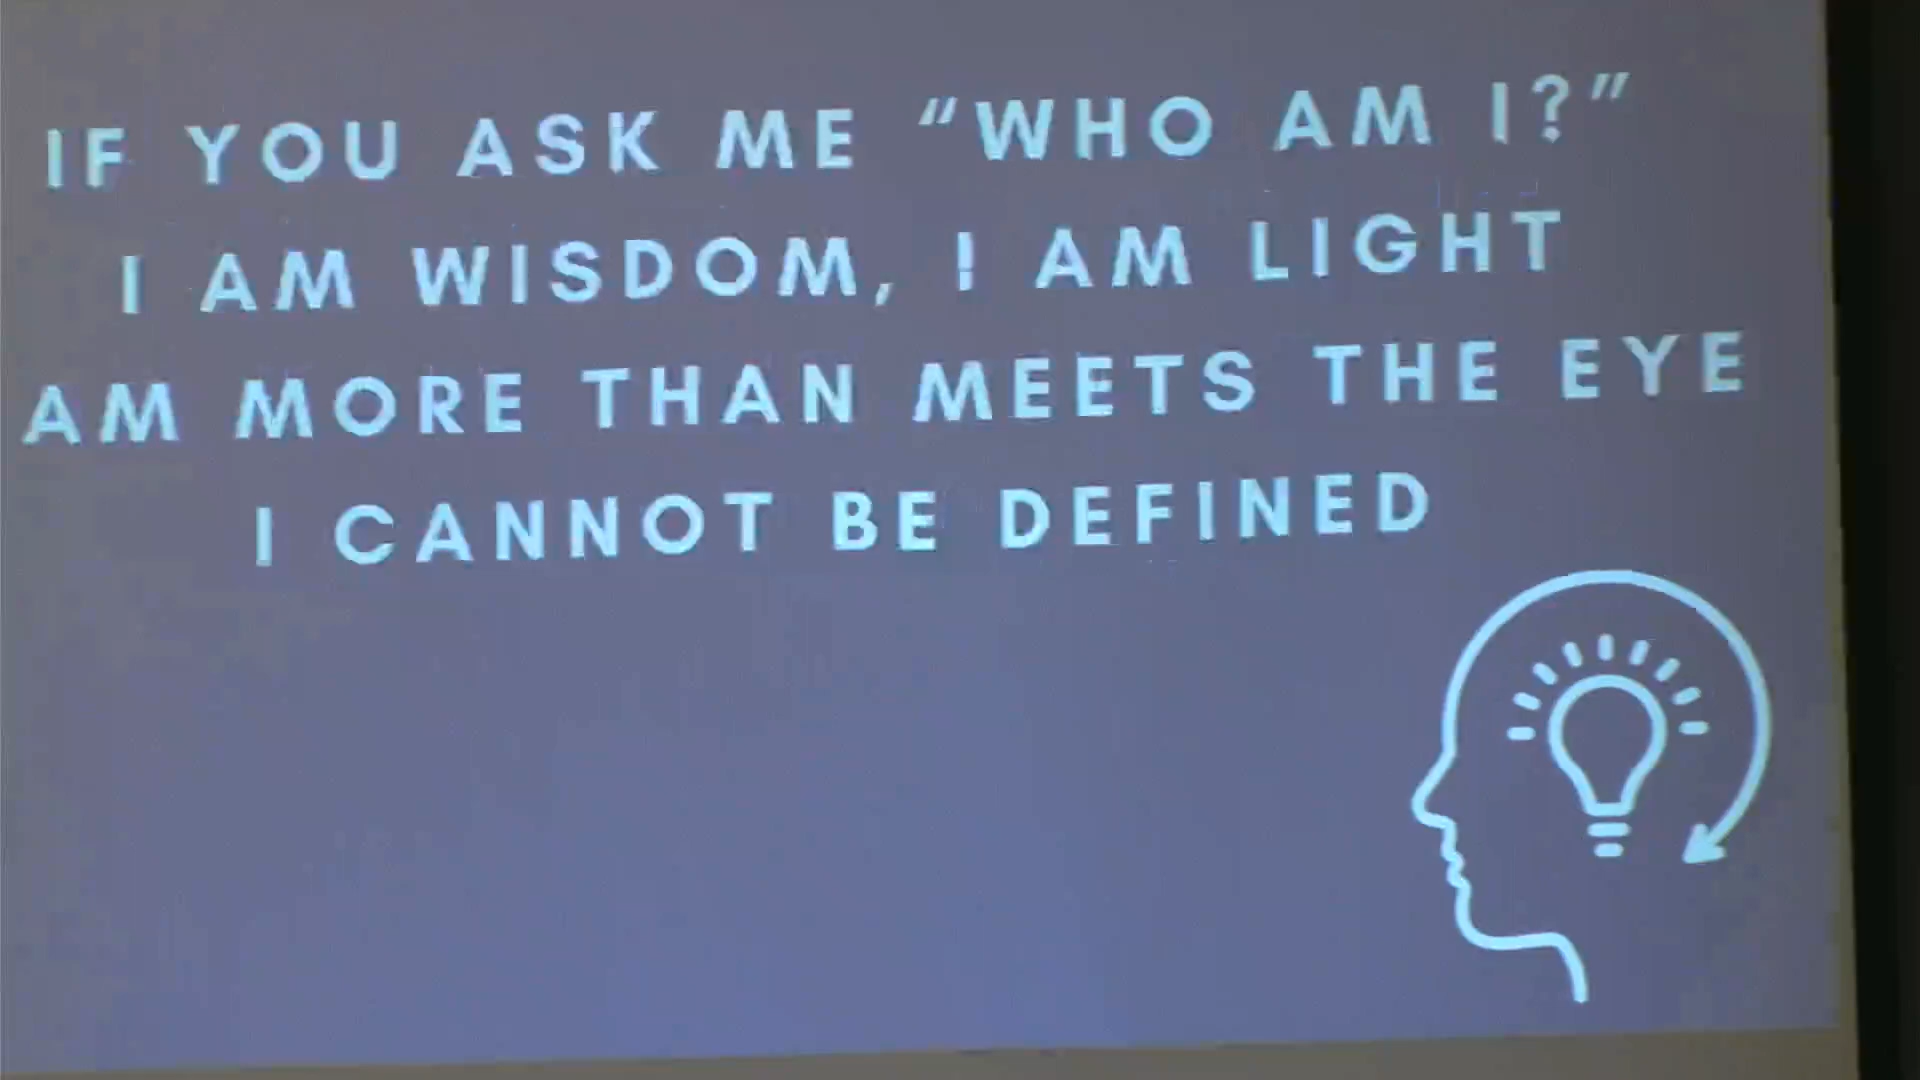 IF YOU ASK ME “WHO AM I?”
I AM WISDOM, I AM LIGHT
AM MORE THAN MEETS THE EYE
I CANNOT BE DEFINED